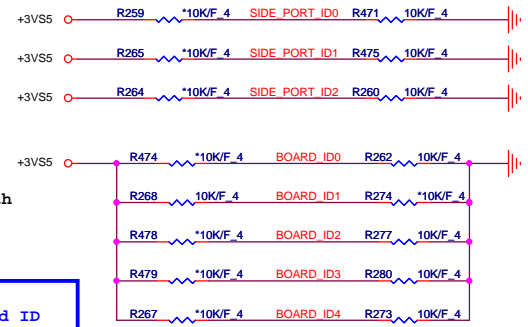 +3VS5 R259 *10K/F_4 SIDE_PORT_ID0 R471 10K/F_4
+3VS5 R265 *10K/F_4 SIDE_PORT_ID1 R475 10K/F_4
+3VS5 R264 *10K/F_4 SIDE_PORT_ID2 R260 10K/F_4
+3VS5 R474 *10K/F_4 BOARD_ID0 R262 10K/F_4
R268 10K/F_4 BOARD_ID1 R274 *10K/F_4
R478 *10K/F_4 BOARD_ID2 R277 10K/F_4
R479 *10K/F_4 BOARD_ID3 R280 10K/F_4
R267 *10K/F_4 BOARD_ID4 R273 10K/F_4
d ID